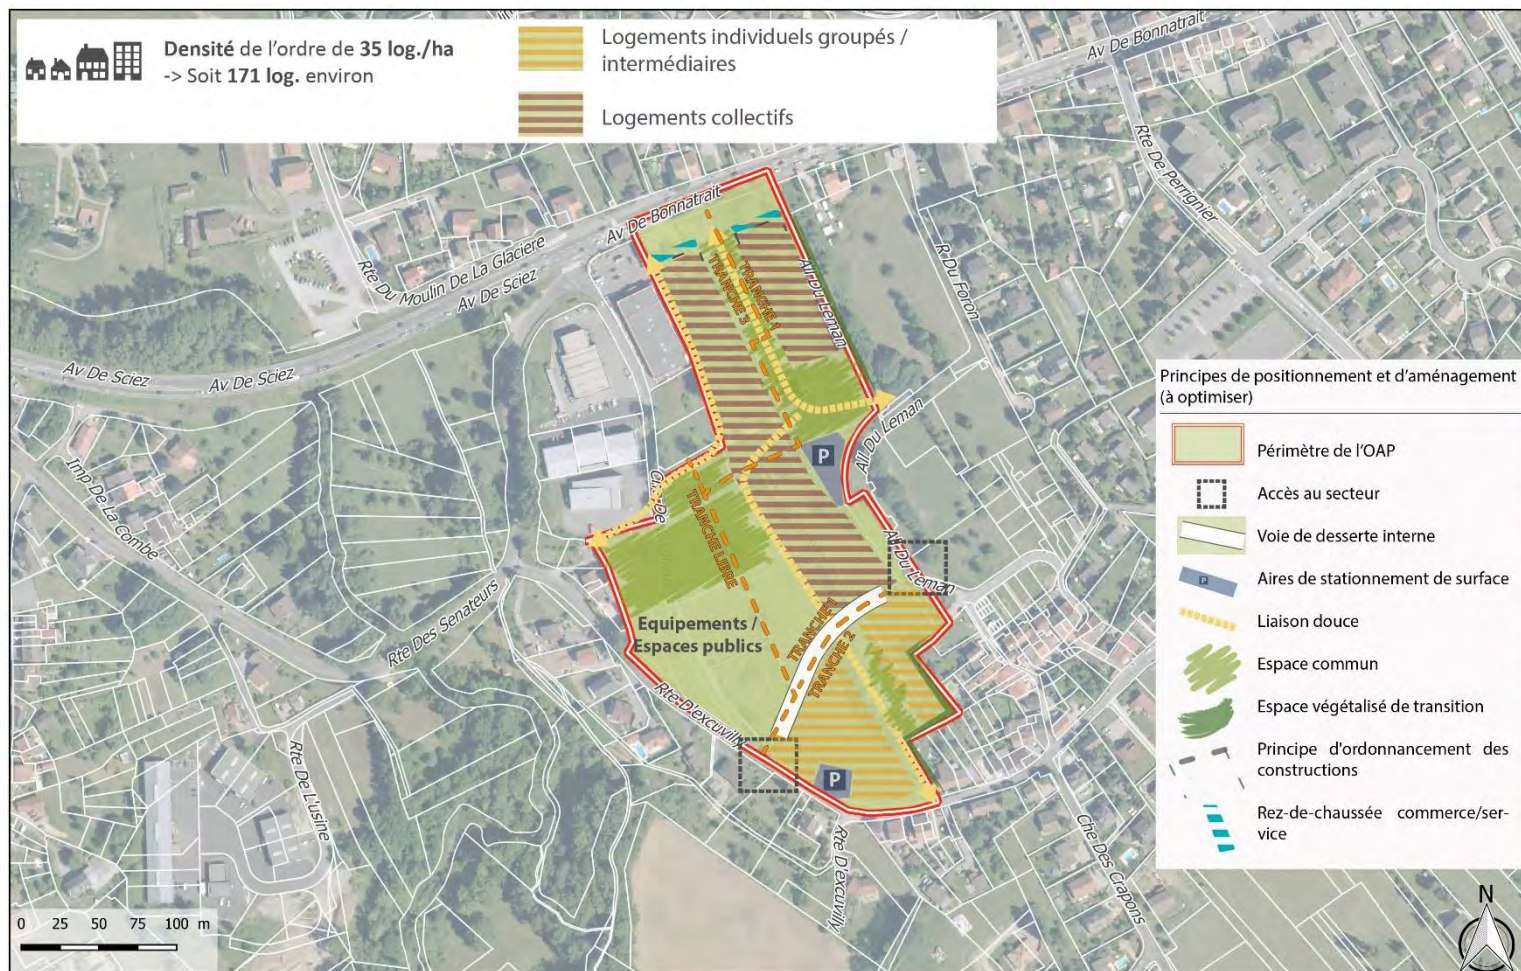 Densité de l'ordre de 35 log./ha
-> Soit 171 log. environ
Logements individuels groupés /
intermédiaires
Logements collectifs
Av De Bonnatrait
Rte De Perrignier
Av De Bonnatrait
Rte Du Moulin De La Glaciere
Av De Sciez
Av De Sciez
Av De Sciez
R Du Foron
All Du Leman
TRANCHE 1
TRANCHE 3
All Du Leman
P
Che De
Imp De La Combe
TRANCHE LIBRE
All Du Leman
Rte Des Senateurs
Equipements /
Espaces publics
TRANCHE 1
TRANCHE 2
Rte D'excuvilly
P
Rte De L'usine
Rte D'excuvilly
Che Des Crapons
Principes de positionnement et d'aménagement
(à optimiser)
Périmètre de l'OAP
Accès au secteur
Voie de desserte interne
P
Aires de stationnement de surface
Liaison douce
Espace commun
Espace végétalisé de transition
Principe d'ordonnancement des
constructions
Rez-de-chaussée commerce/ser-
vice
N
0 25 50 75 100 m